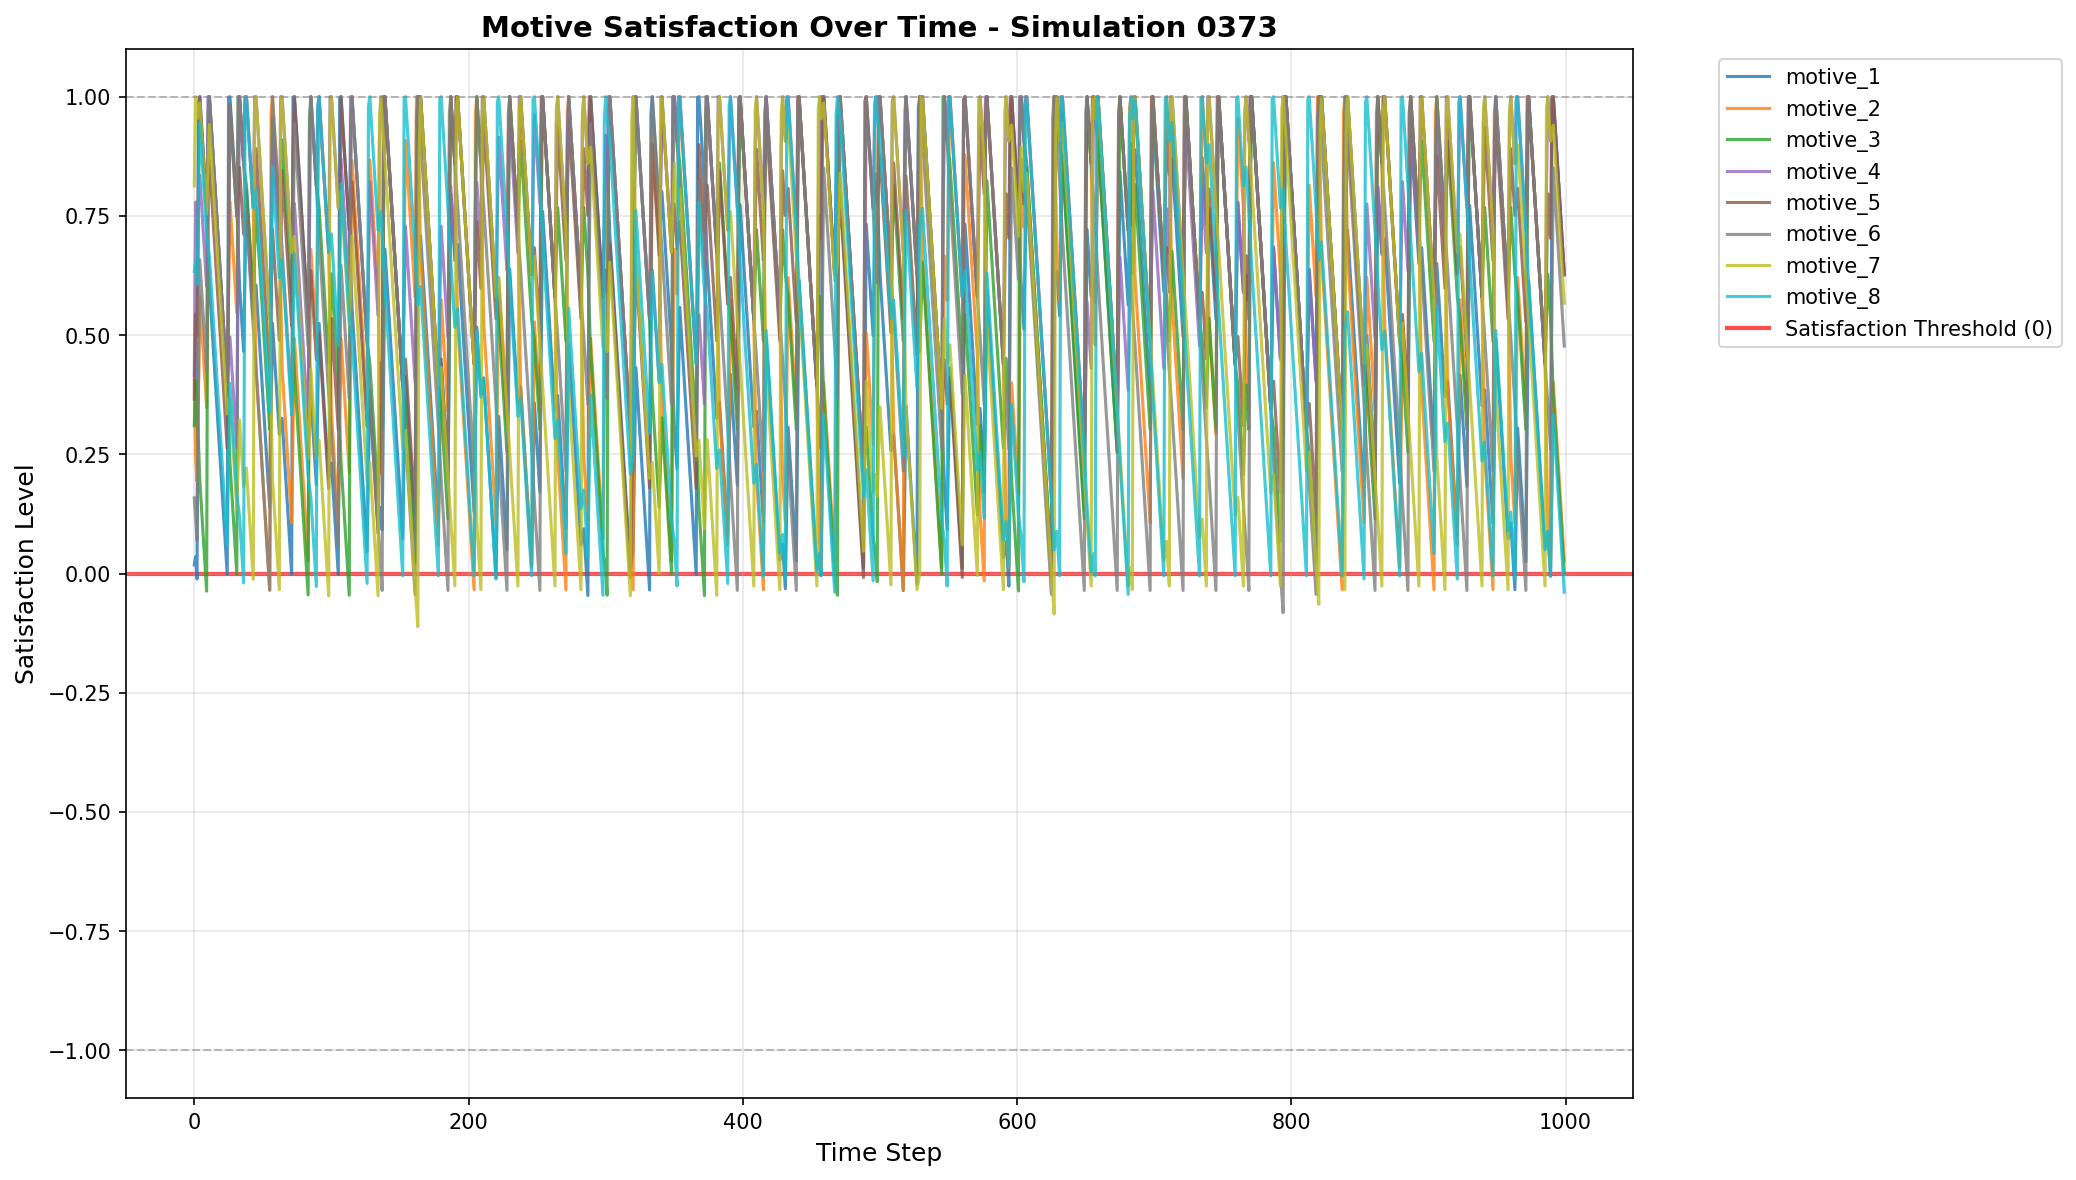 Motive Satisfaction Over Time - Simulation 0373
Satisfaction Level
1.00
0.75
0.50
0.25
0.00
−0.25
−0.50
−0.75
−1.00
0
200
400
600
800
1000
Time Step
motive_1
motive_2
motive_3
motive_4
motive_5
motive_6
motive_7
motive_8
Satisfaction Threshold (0)